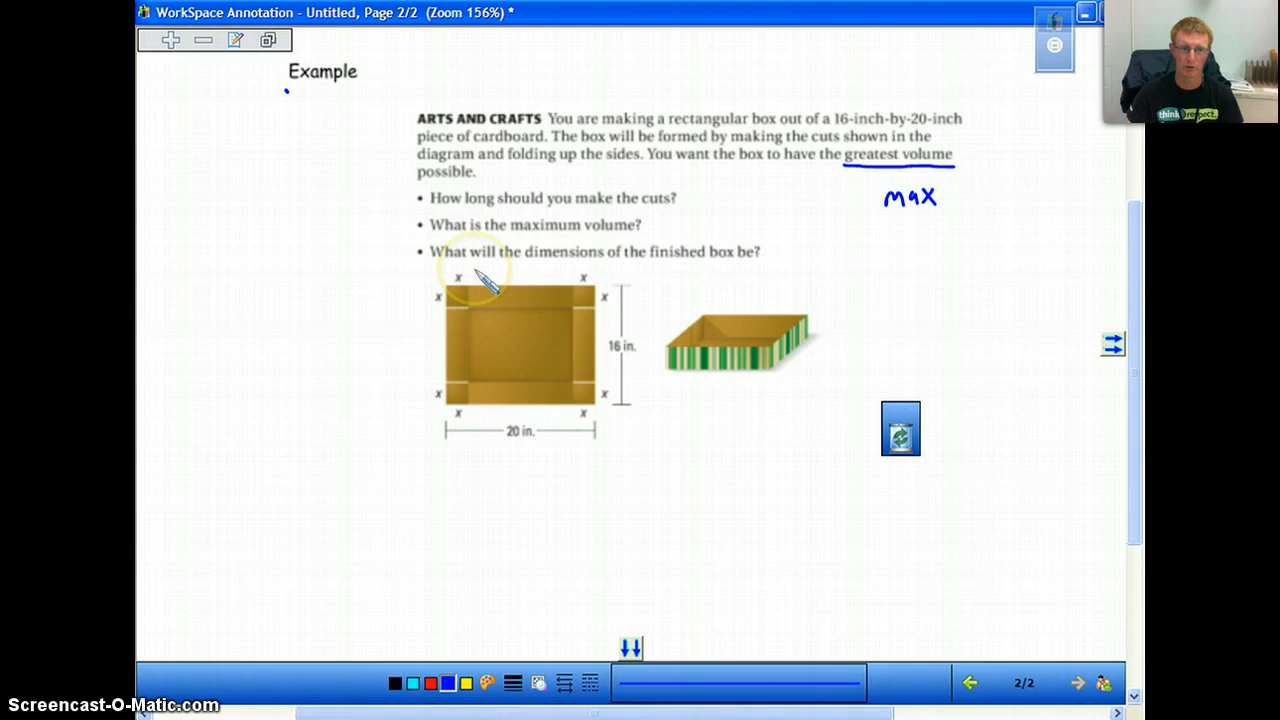 WorkSpace Annotation - Untitled, Page 2/2 (Zoom 156%) *
Example
think respect.
ARTS AND CRAFTS You are making a rectangular box out of a 16-inch-by-20-inch
piece of cardboard. The box will be formed by making the cuts shown in the
diagram and folding up the sides. You want the box to have the greatest volume
possible.
max
• How long should you make the cuts?
• What is the maximum volume?
• What will the dimensions of the finished box be?
x x
x x
16 in.
x x
x x
20 in.
2/2
Screencast-O-Matic.com